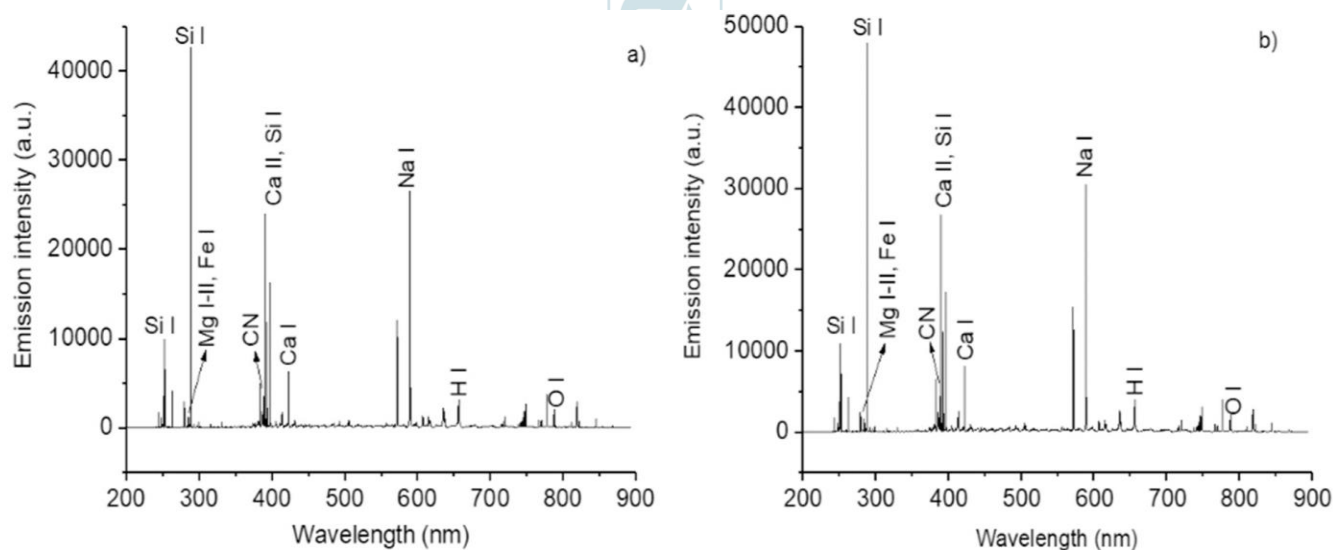 a)
Emission intensity (a.u.)
40000
30000
20000
10000
0
Si I
Si I
Mg I-II, Fe I
CN
Ca II, Si I
Ca I
Na I
H I
O I
200 300 400 500 600 700 800 900
Wavelength (nm)
b)
Emission intensity (a.u.)
50000
40000
30000
20000
10000
0
Si I
Si I
Mg I-II, Fe I
CN
Ca II, Si I
Ca I
Na I
H I
O I
200 300 400 500 600 700 800 900
Wavelength (nm)